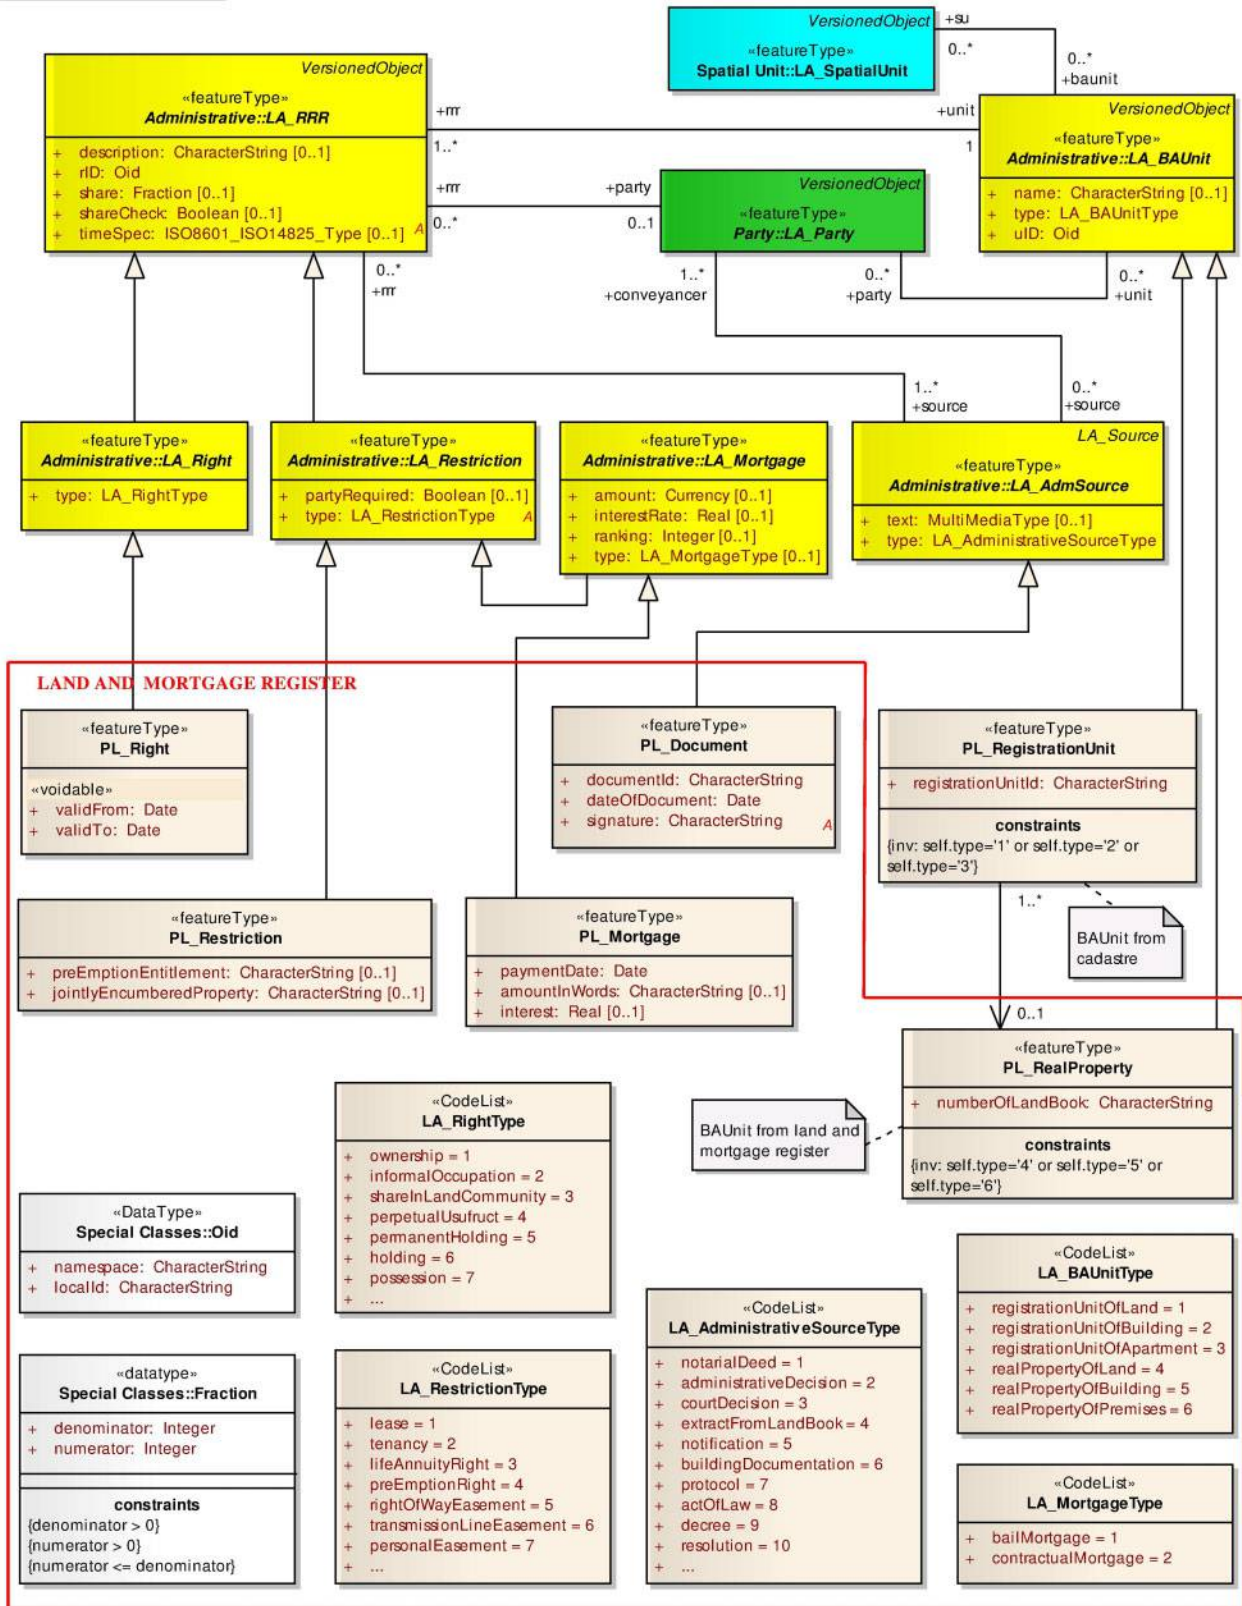 VersionedObject
«featureType»
Spatial Unit::LA_SpatialUnit
+su
0..*
0..*
+baunit
VersionedObject
«featureType»
Administrative::LA_RRR
+ description: CharacterString [0..1]
+ rID: Oid
+ share: Fraction [0..1]
+ shareCheck: Boolean [0..1]
+ timeSpec: ISO8601_ISO14825_Type [0..1] A
+rrr
1..*
+unit
1
VersionedObject
«featureType»
Administrative::LA_BAUnit
+ name: CharacterString [0..1]
+ type: LA_BAUnitType
+ uID: Oid
+rrr
0..*
+party
0..1
VersionedObject
«featureType»
Party::LA_Party
0..*
+rrr
1..*
+conveyancer
0..*
+party
0..*
+unit
1..*
+source
0..*
+source
«featureType»
Administrative::LA_Right
+ type: LA_RightType
«featureType»
Administrative::LA_Restriction
+ partyRequired: Boolean [0..1]
+ type: LA_RestrictionType A
«featureType»
Administrative::LA_Mortgage
+ amount: Currency [0..1]
+ interestRate: Real [0..1]
+ ranking: Integer [0..1]
+ type: LA_MortgageType [0..1]
LA_Source
«featureType»
Administrative::LA_AdmSource
+ text: MultiMediaType [0..1]
+ type: LA_AdministrativeSourceType
LAND AND MORTGAGE REGISTER
«featureType»
PL_Right
«voidable»
+ validFrom: Date
+ validTo: Date
«featureType»
PL_Document
+ documentId: CharacterString
+ dateOfDocument: Date
+ signature: CharacterString A
«featureType»
PL_RegistrationUnit
+ registrationUnitId: CharacterString
constraints
{inv: self.type='1' or self.type='2' or
self.type='3'}
1..*
BAUnit from
cadastre
«featureType»
PL_Restriction
+ preEmptionEntitlement: CharacterString [0..1]
+ jointlyEncumberedProperty: CharacterString [0..1]
«featureType»
PL_Mortgage
+ paymentDate: Date
+ amountInWords: CharacterString [0..1]
+ interest: Real [0..1]
0..1
«featureType»
PL_RealProperty
+ numberOfLandBook: CharacterString
constraints
{inv: self.type='4' or self.type='5' or
self.type='6'}
BAUnit from land and
mortgage register
«CodeList»
LA_RightType
+ ownership = 1
+ informalOccupation = 2
+ shareInLandCommunity = 3
+ perpetualUsufruct = 4
+ permanentHolding = 5
+ holding = 6
+ possession = 7
+ ...
«DataType»
Special Classes::Oid
+ namespace: CharacterString
+ localId: CharacterString
«datatype»
Special Classes::Fraction
+ denominator: Integer
+ numerator: Integer
constraints
{denominator > 0}
{numerator > 0}
{numerator <= denominator}
«CodeList»
LA_RestrictionType
+ lease = 1
+ tenancy = 2
+ lifeAnnuityRight = 3
+ preEmptionRight = 4
+ rightOfWayEasement = 5
+ transmissionLineEasement = 6
+ personalEasement = 7
+ ...
«CodeList»
LA_AdministrativeSourceType
+ notarialDeed = 1
+ administrativeDecision = 2
+ courtDecision = 3
+ extractFromLandBook = 4
+ notification = 5
+ buildingDocumentation = 6
+ protocol = 7
+ actOfLaw = 8
+ decree = 9
+ resolution = 10
+ ...
«CodeList»
LA_BAUnitType
+ registrationUnitOfLand = 1
+ registrationUnitOfBuilding = 2
+ registrationUnitOfApartment = 3
+ realPropertyOfLand = 4
+ realPropertyOfBuilding = 5
+ realPropertyOfPremises = 6
«CodeList»
LA_MortgageType
+ bailMortgage = 1
+ contractualMortgage = 2